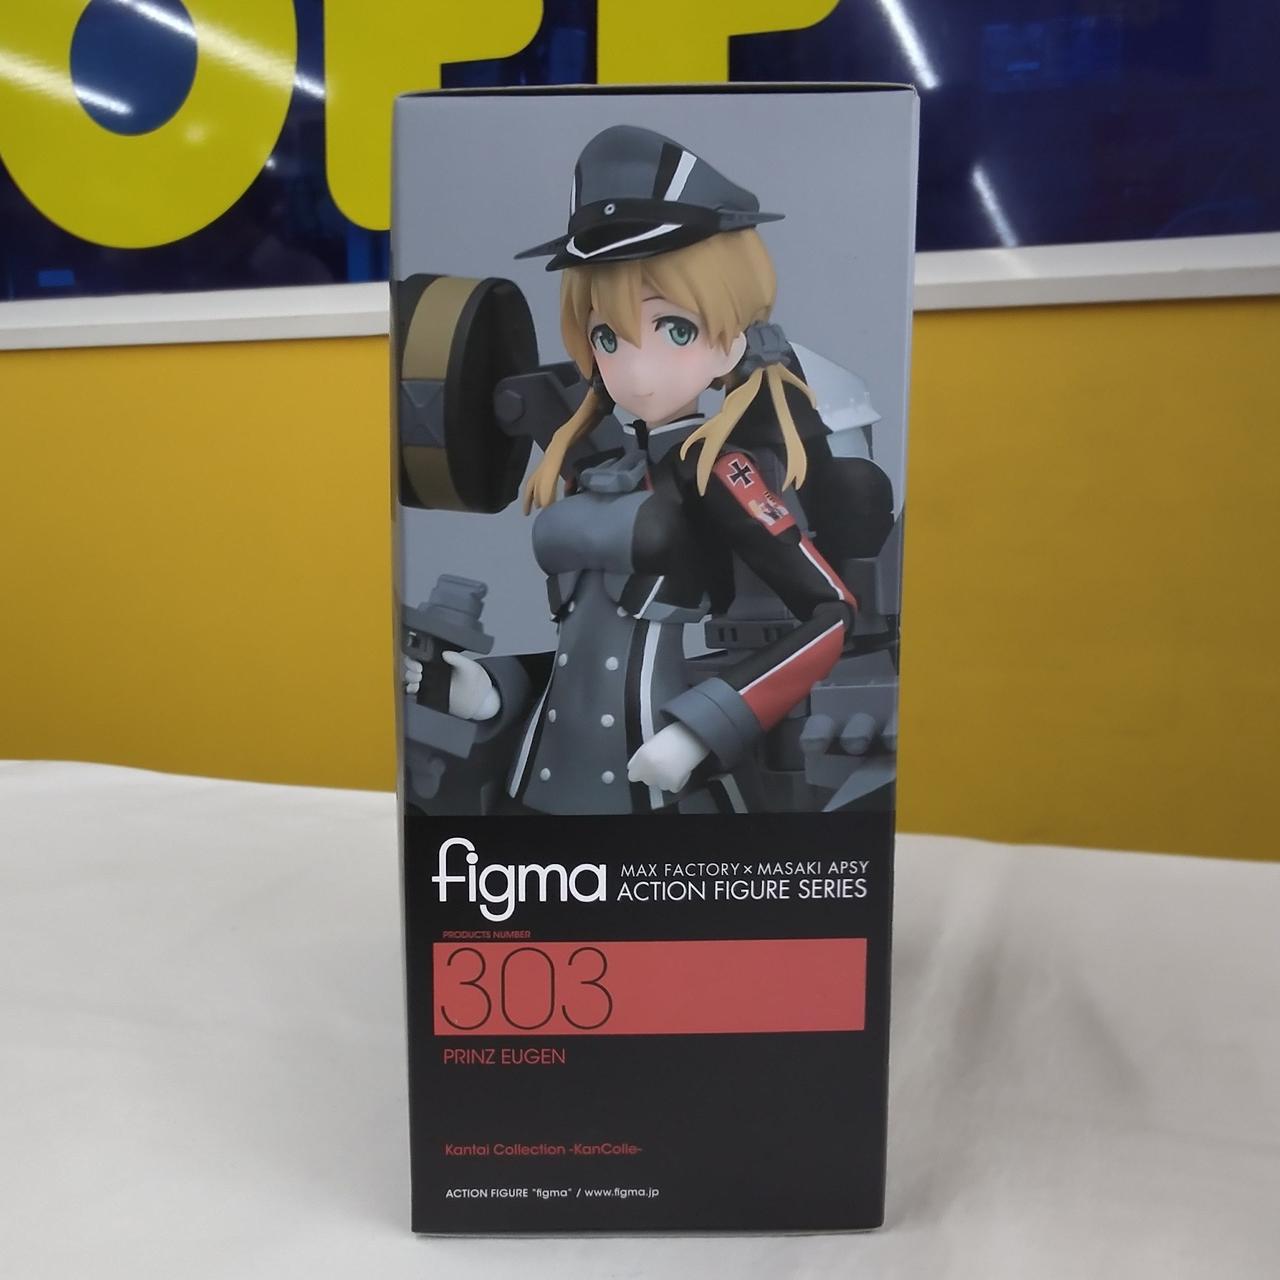 OFF
figma
MAX FACTORY × MASAKI APSY
ACTION FIGURE SERIES
PRODUCTS NUMBER
303
PRINZ EUGEN
Kantai Collection -KanColle-
ACTION FIGURE "figma" / www.figma.jp